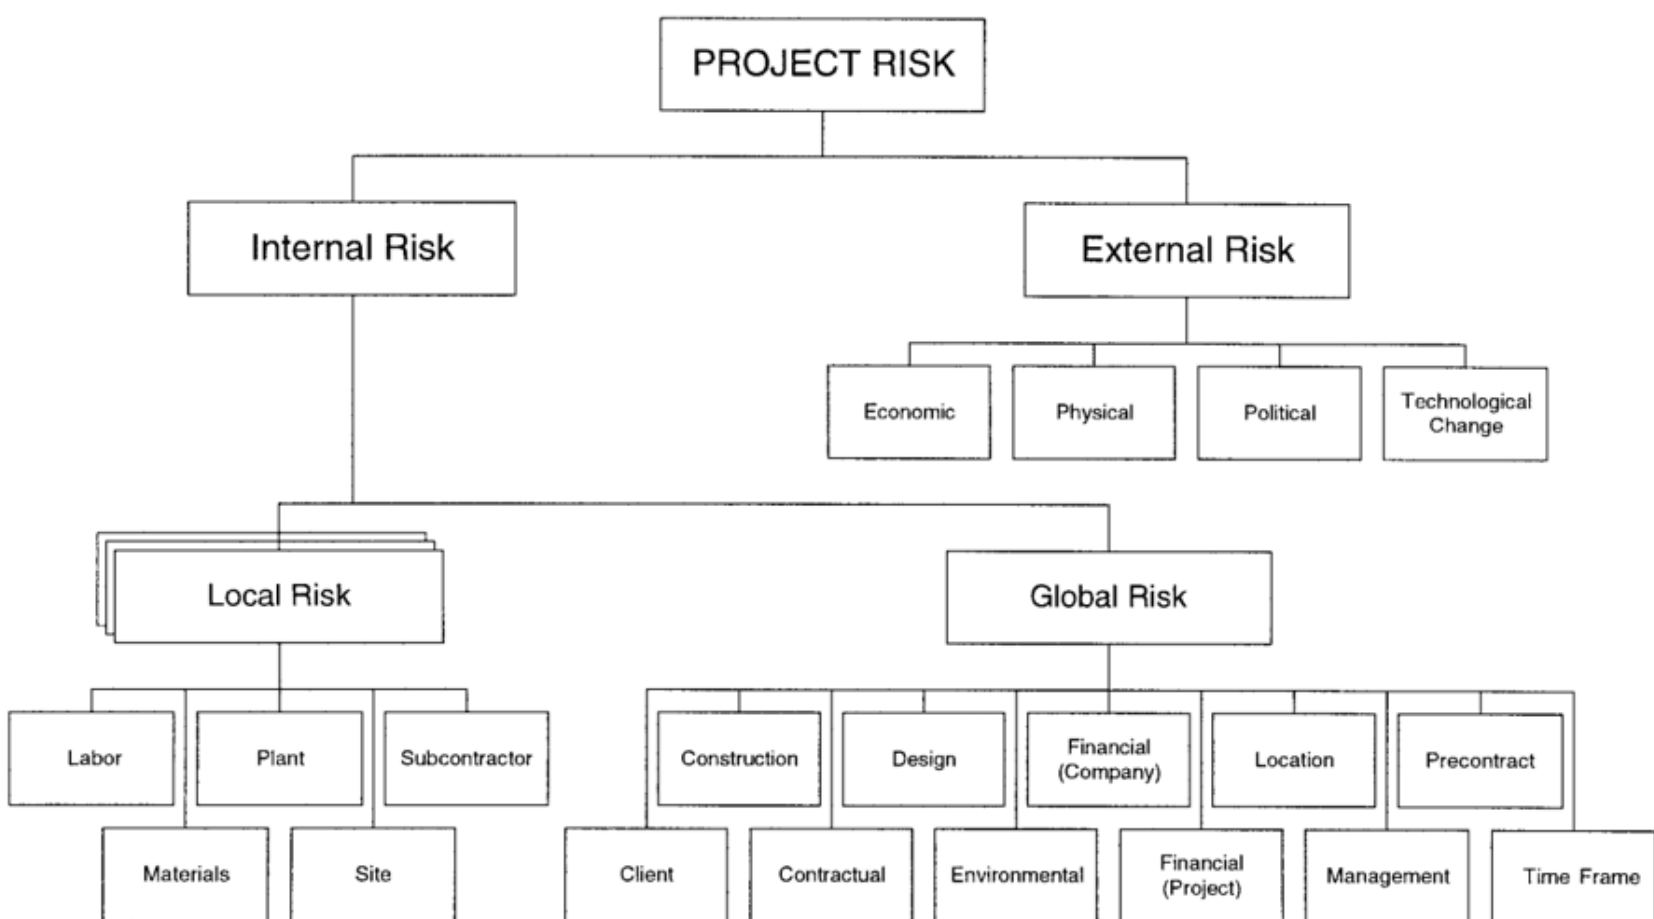 PROJECT RISK
Internal Risk
External Risk
Economic
Physical
Political
Technological
Change
Local Risk
Global Risk
Labor
Plant
Subcontractor
Construction
Design
Financial
(Company)
Location
Precontract
Materials
Site
Client
Contractual
Environmental
Financial
(Project)
Management
Time Frame